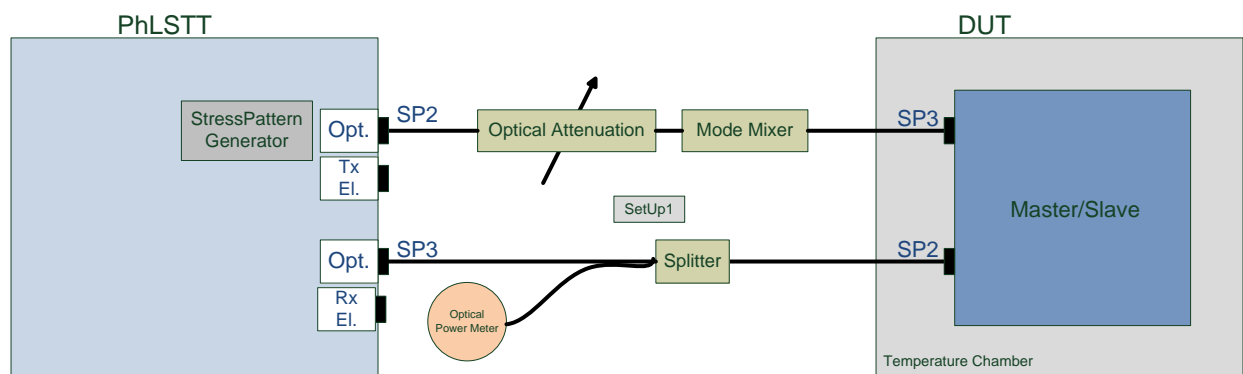 PhLSTT
DUT
StressPattern
Generator
Opt.
SP2
Optical Attenuation
Mode Mixer
SP3
Tx
El.
SetUp1
Master/Slave
Opt.
SP3
Splitter
SP2
Rx
El.
Optical
Power Meter
Temperature Chamber